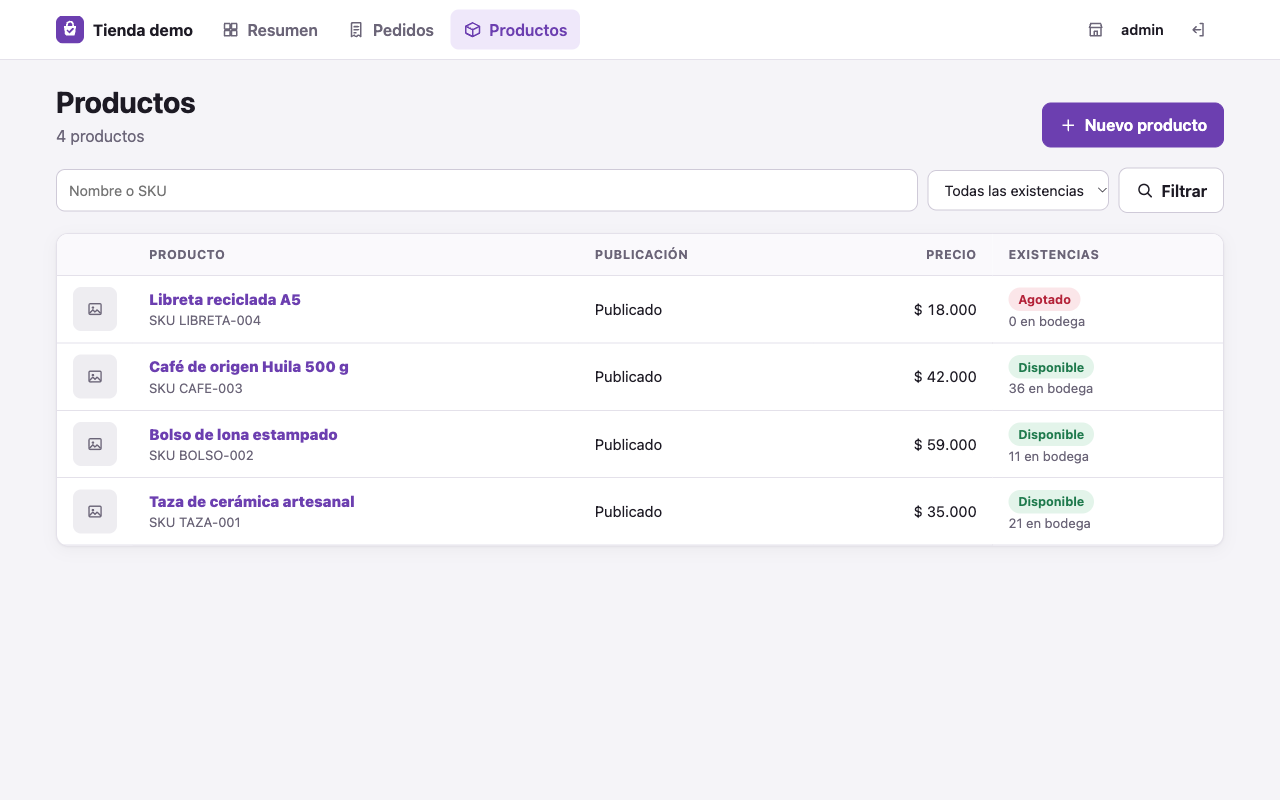 Tienda demo
Resumen
Pedidos
Productos
admin
Productos
4 productos
+ Nuevo producto
Nombre o SKU
Todas las existencias
Filtrar
PRODUCTO
PUBLICACIÓN
PRECIO
EXISTENCIAS
Libreta reciclada A5
SKU LIBRETA-004
Publicado
$ 18.000
Agotado
0 en bodega
Café de origen Huila 500 g
SKU CAFE-003
Publicado
$ 42.000
Disponible
36 en bodega
Bolso de lona estampado
SKU BOLSO-002
Publicado
$ 59.000
Disponible
11 en bodega
Taza de cerámica artesanal
SKU TAZA-001
Publicado
$ 35.000
Disponible
21 en bodega